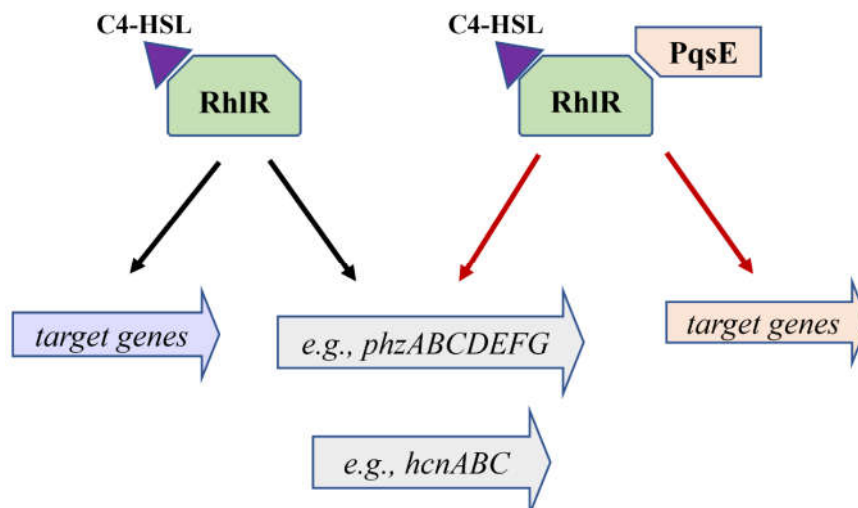 C4-HSL
RhlR
C4-HSL
RhlR
PqsE
target genes
e.g., phzABCDEFG
target genes
e.g., hcnABC